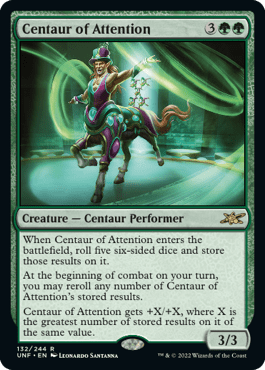 Centaur of Attention 3
Creature — Centaur Performer
When Centaur of Attention enters the
battlefield, roll five six-sided dice and store
those results on it.
At the beginning of combat on your turn,
you may reroll any number of Centaur of
Attention's stored results.
Centaur of Attention gets +X/+X, where X is
the greatest number of stored results on it of
the same value.
3/3
132/244 R
UNF • EN Leonardo Santanna
™ & © 2022 Wizards of the Coast